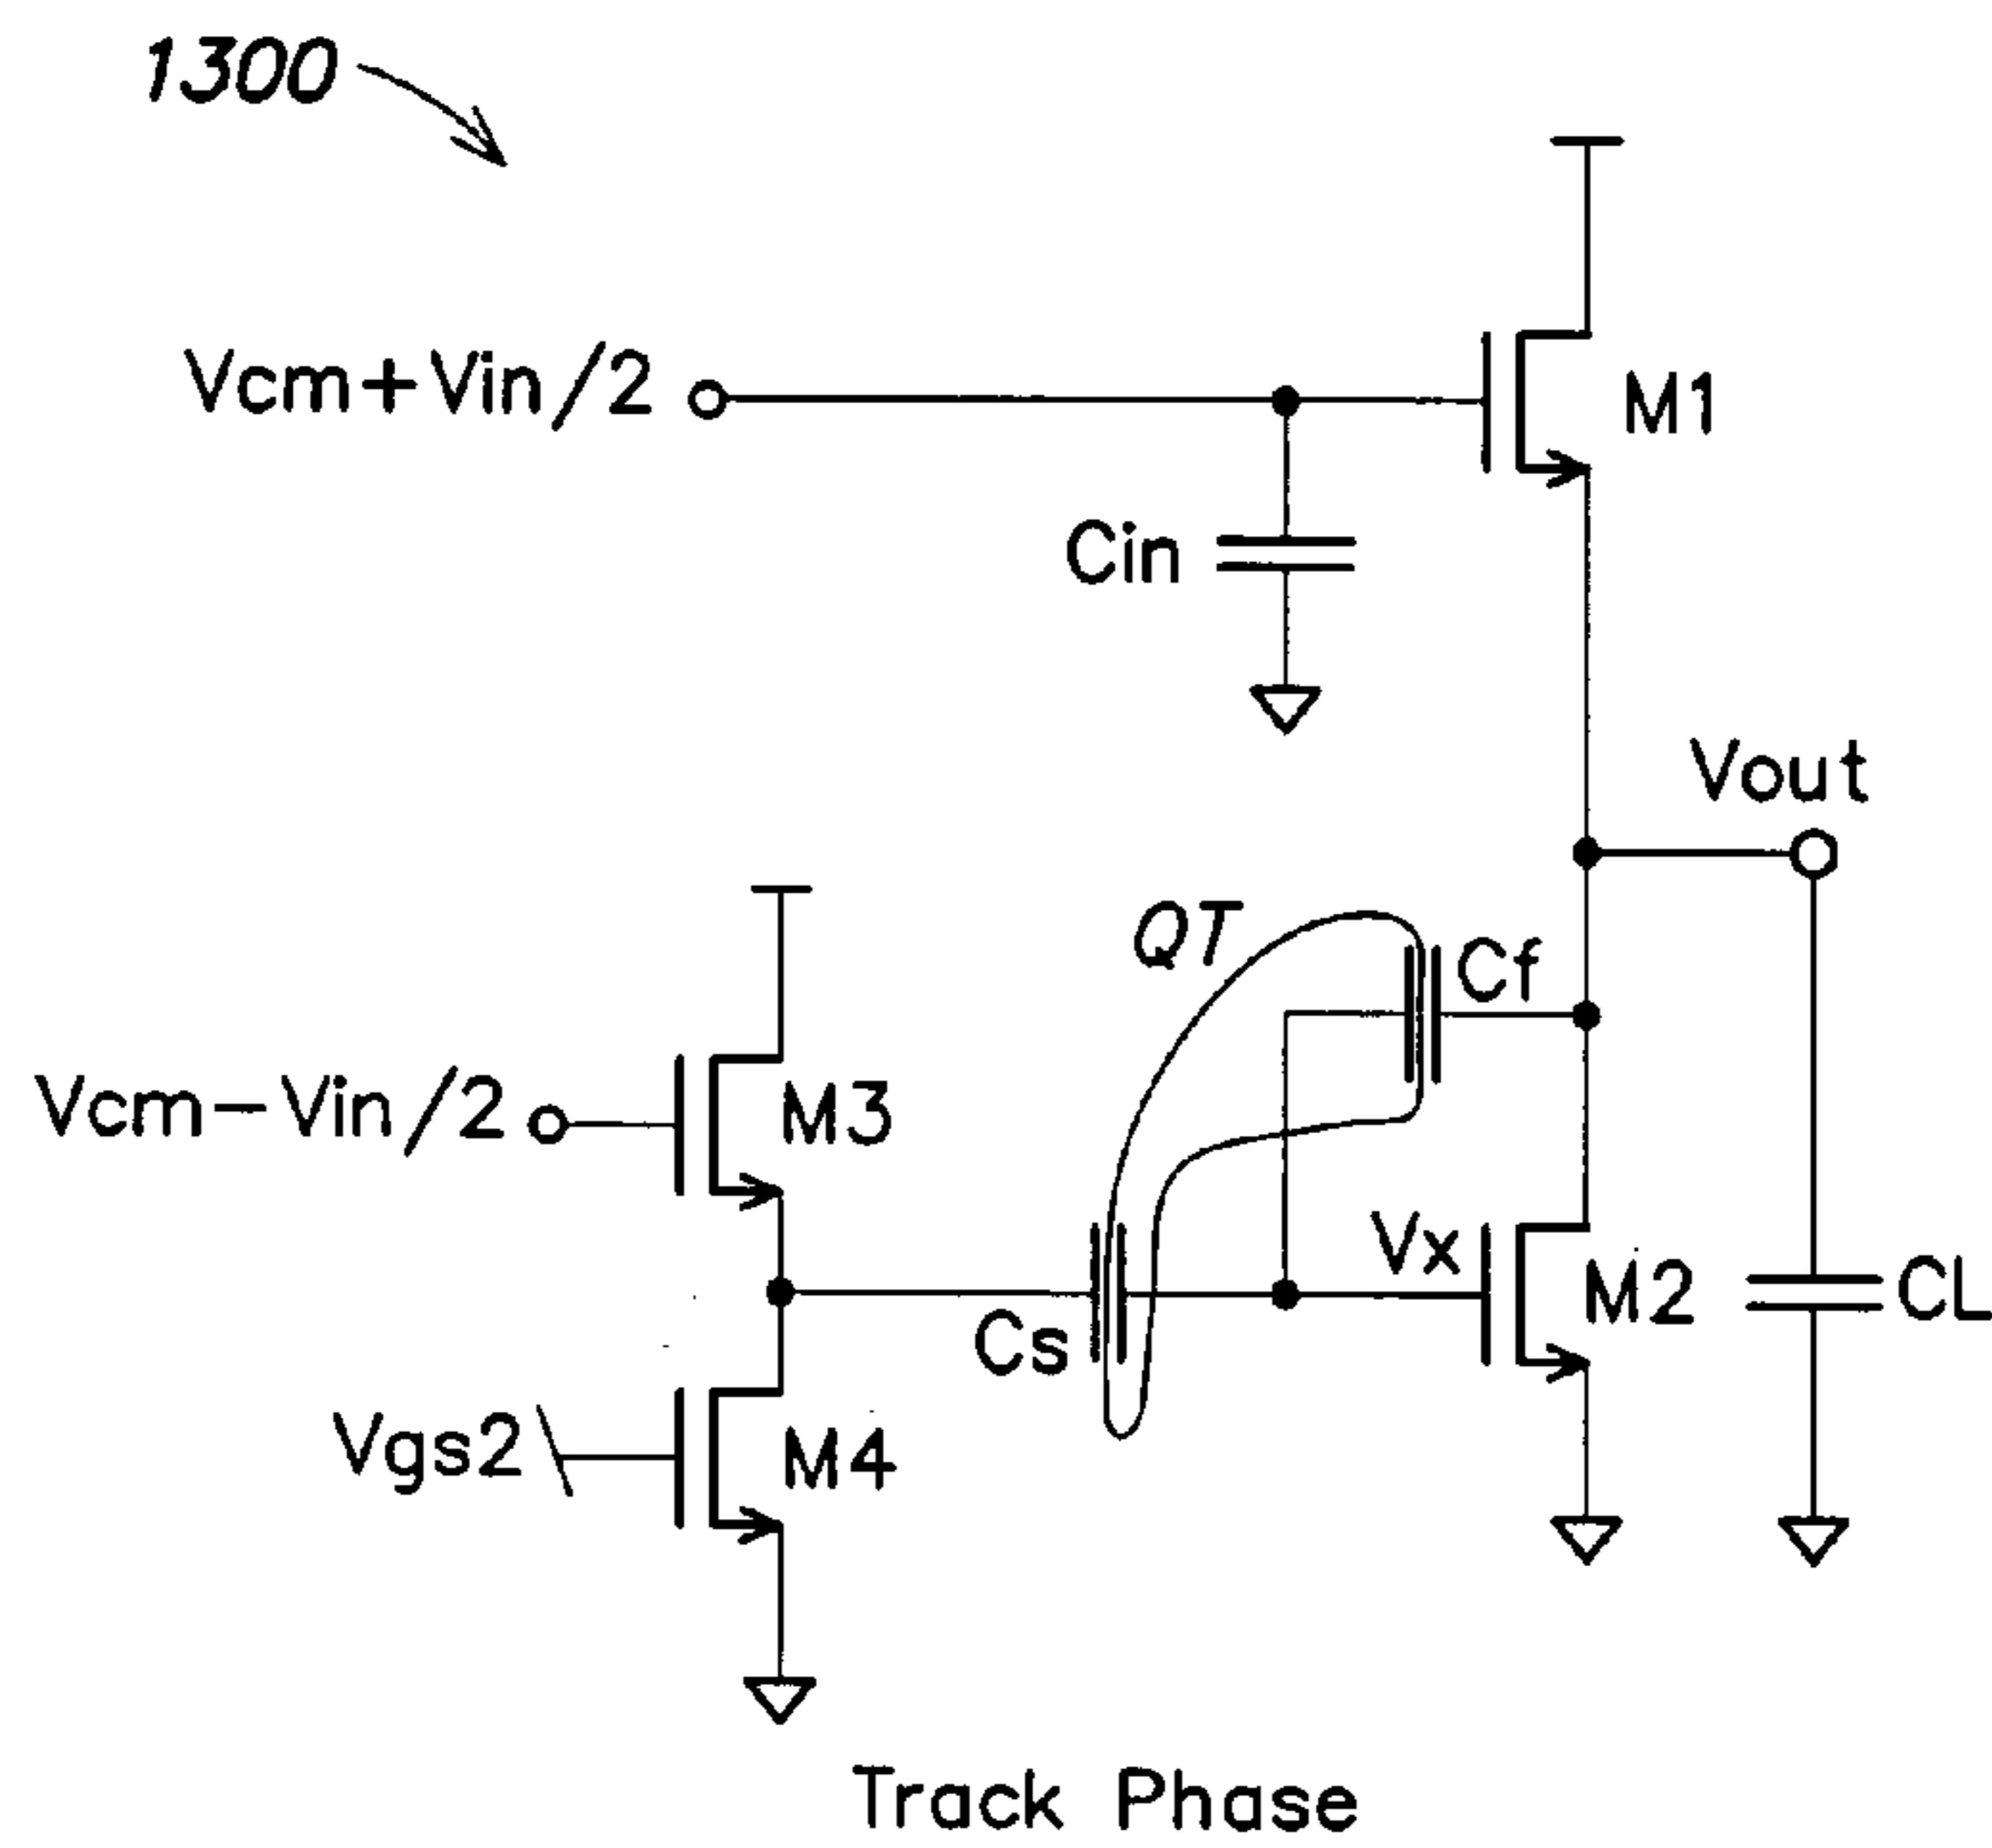 1300
Vcm+Vin/2
M1
Cin
Vout
QT
Cf
Vcm-Vin/2
M3
Vx
Cs
M2
CL
Vgs2
M4
Track Phase